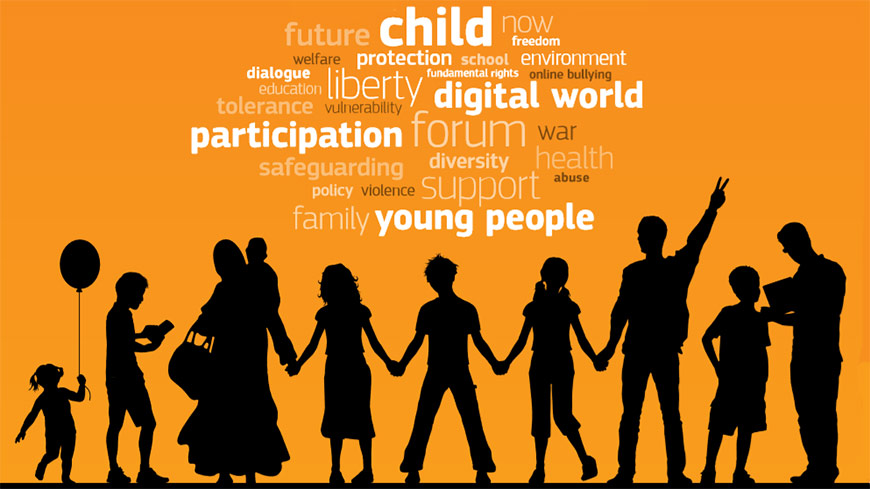 future child now
freedom
welfare protection school environment
dialogue liberty fundamental rights online bullying
education digital world
tolerance vulnerability
participation forum war
safeguarding diversity health
policy violence support abuse
family young people